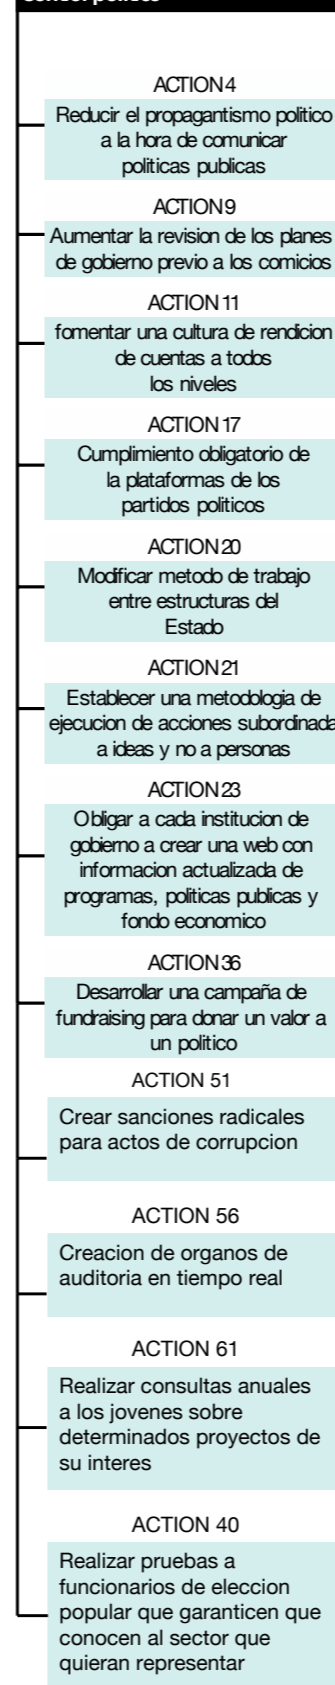 ACTION 4
Reducir el propagantismo politico
a la hora de comunicar
politicas publicas
ACTION 9
Aumentar la revision de los planes
de gobierno previo a los comicios
ACTION 11
fomentar una cultura de rendicion
de cuentas a todos
los niveles
ACTION 17
Cumplimiento obligatorio de
la plataformas de los
partidos politicos
ACTION 20
Modificar metodo de trabajo
entre estructuras del
Estado
ACTION 21
Establecer una metodologia de
ejecucion de acciones subordinada
a ideas y no a personas
ACTION 23
Obligar a cada institucion de
gobierno a crear una web con
informacion actualizada de
programas, politicas publicas y
fondo economico
ACTION 36
Desarrollar una campaña de
fundraising para donar un valor a
un politico
ACTION 51
Crear sanciones radicales
para actos de corrupcion
ACTION 56
Creacion de organos de
auditoria en tiempo real
ACTION 61
Realizar consultas anuales
a los jovenes sobre
determinados proyectos de
su interes
ACTION 40
Realizar pruebas a
funcionarios de eleccion
popular que garanticen que
conocen al sector que
quieran representar